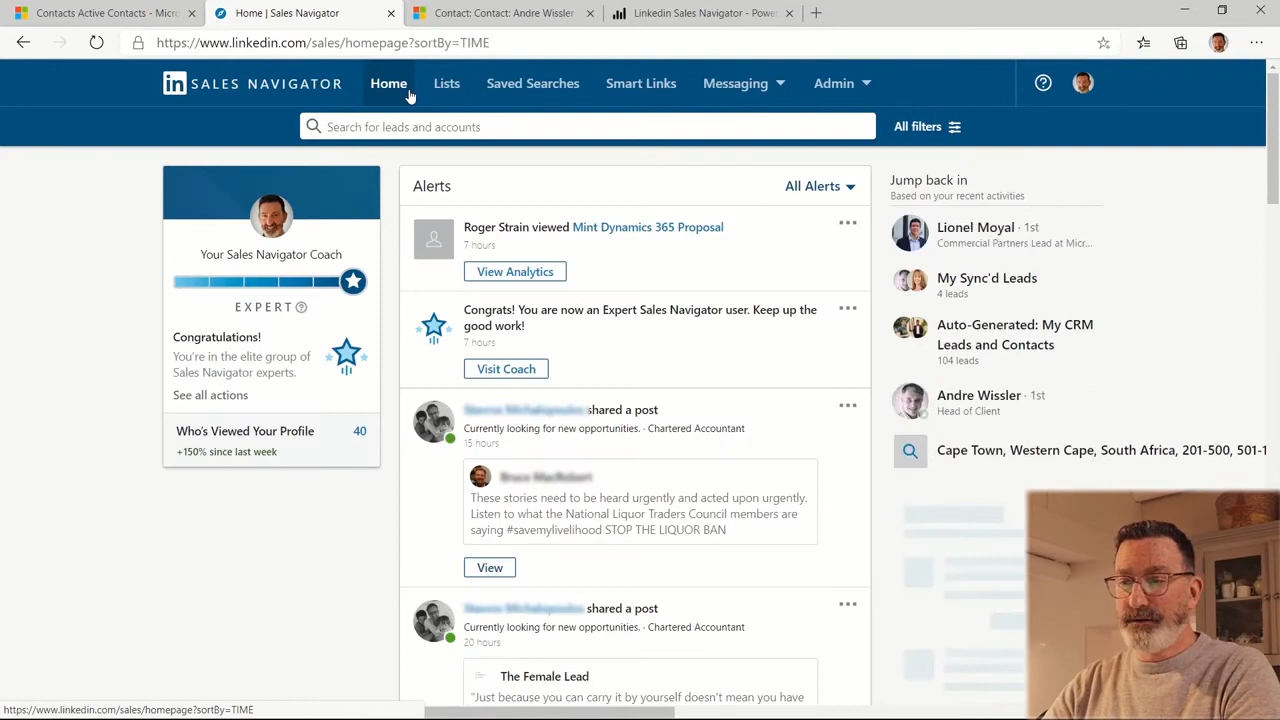 Contacts Active Contacts - Micro
Home | Sales Navigator
Contact: Contact: Andre Wissler
Linkedin Sales Navigator - Powe
https://www.linkedin.com/sales/homepage?sortBy=TIME
in SALES NAVIGATOR
Home
Lists
Saved Searches
Smart Links
Messaging
Admin
Search for leads and accounts
All filters
Your Sales Navigator Coach
EXPERT
Congratulations!
You're in the elite group of
Sales Navigator experts.
See all actions
Who's Viewed Your Profile 40
+150% since last week
Alerts
All Alerts
Roger Strain viewed Mint Dynamics 365 Proposal
7 hours
View Analytics
Congrats! You are now an Expert Sales Navigator user. Keep up the
good work!
7 hours
Visit Coach
shared a post
Currently looking for new opportunities. · Chartered Accountant
15 hours
These stories need to be heard urgently and acted upon urgently.
Listen to what the National Liquor Traders Council members are
saying #savemylivelihood STOP THE LIQUOR BAN
View
shared a post
Currently looking for new opportunities. · Chartered Accountant
20 hours
The Female Lead
"Just because you can carry it by yourself doesn't mean you have
Jump back in
Based on your recent activities
Lionel Moyal · 1st
Commercial Partners Lead at Micr...
My Sync'd Leads
4 leads
Auto-Generated: My CRM
Leads and Contacts
104 leads
Andre Wissler · 1st
Head of Client
Cape Town, Western Cape, South Africa, 201-500, 501-1
https://www.linkedin.com/sales/homepage?sortBy=TIME